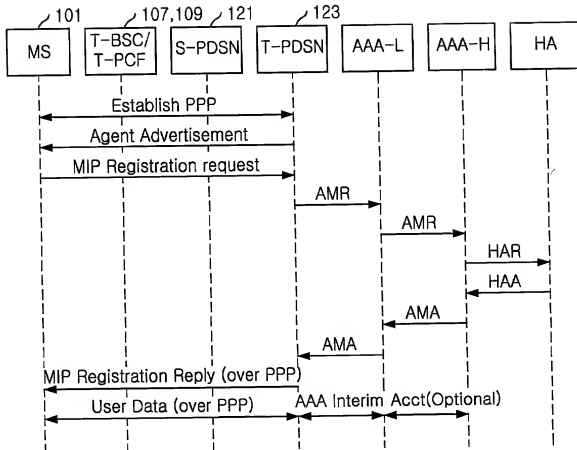 101 107,109 121 123
MS T-BSC/ T-PCF S-PDSN T-PDSN AAA-L AAA-H HA
Establish PPP
Agent Advertisement
MIP Registration request
AMR
AMR
HAR
HAA
AMA
AMA
MIP Registration Reply (over PPP)
User Data (over PPP) AAA Interim Acct(Optional)